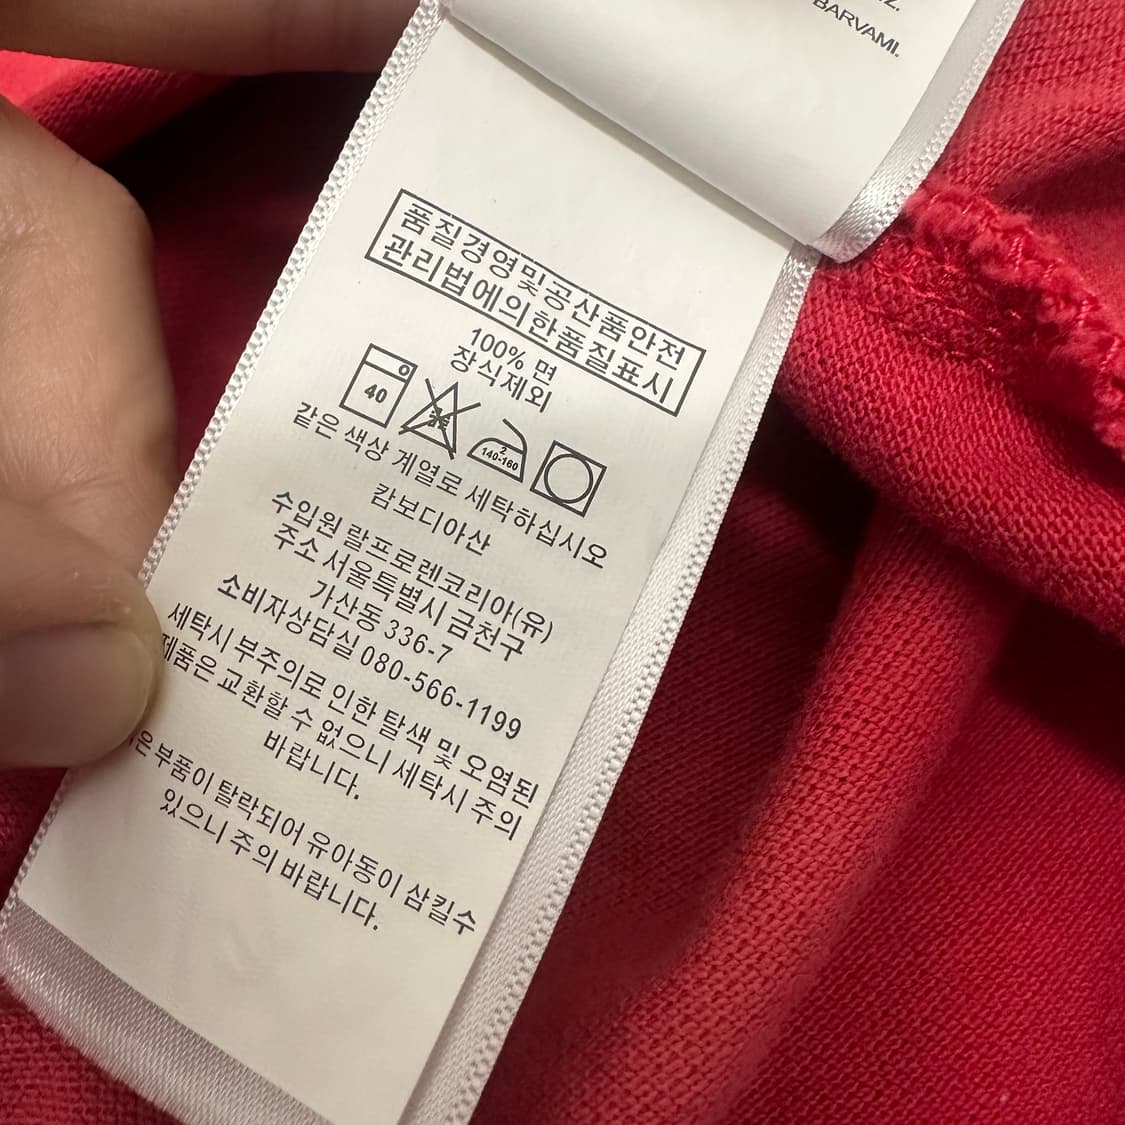 BARVAMI.
품질경영및공산품안전
관리법에의한품질표시
100% 면
장식제외
40
140-160
같은 색상 계열로 세탁하십시오
캄보디아산
수입원 랄프로렌코리아(유)
주소 서울특별시 금천구
가산동 336-7
소비자상담실 080-566-1199
세탁시 부주의로 인한 탈색 및 오염된
제품은 교환할 수 없으니 세탁시 주의
바랍니다.
부품이 탈락되어 유아동이 삼킬수
있으니 주의 바랍니다.